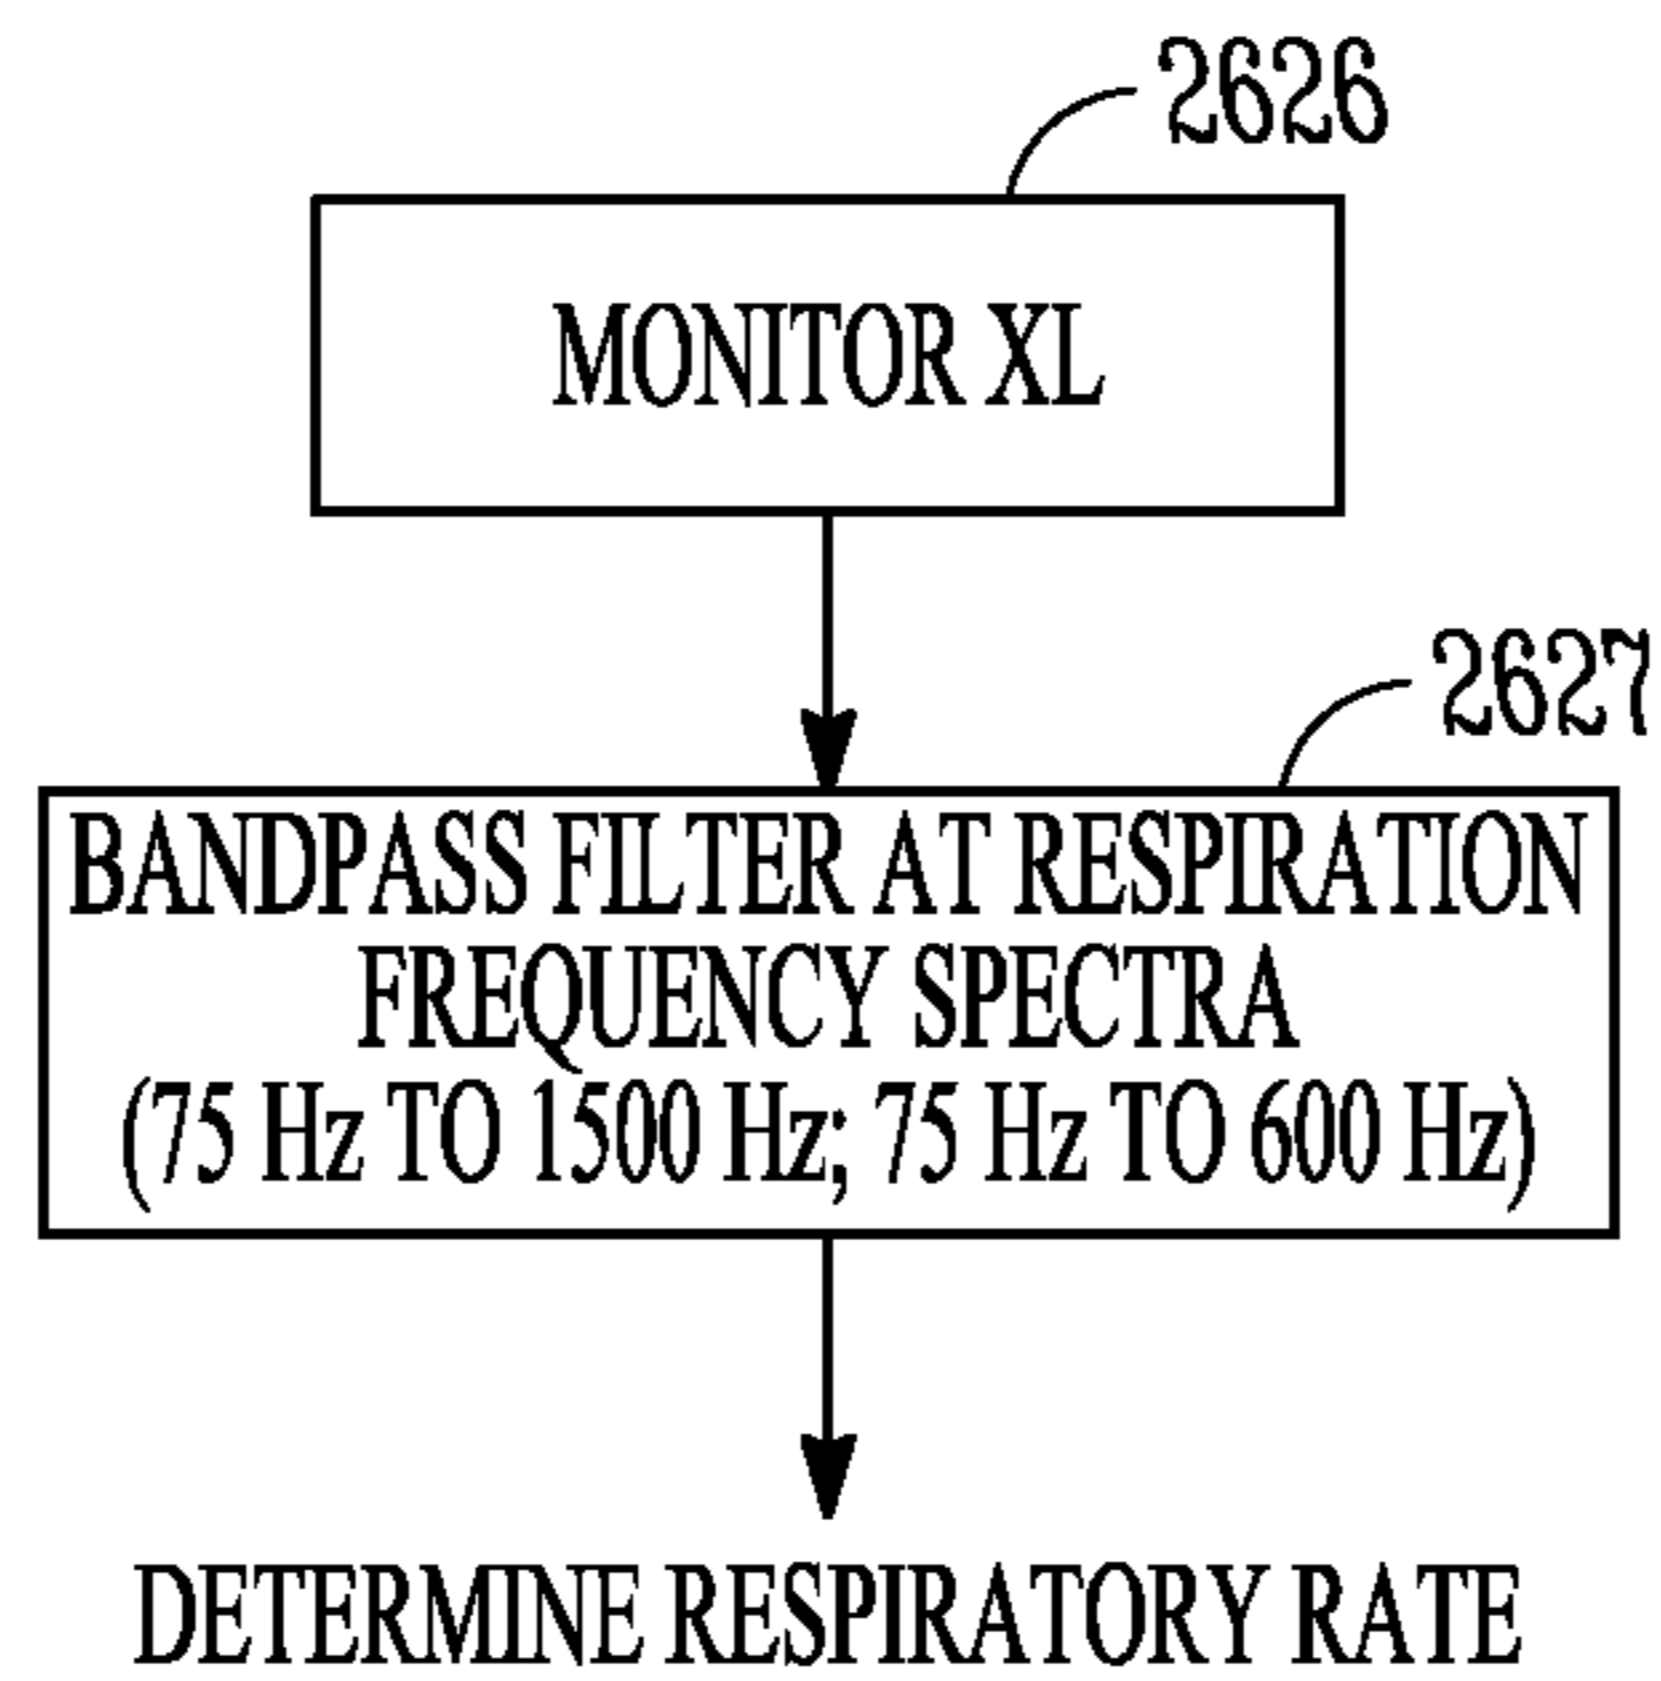 2626
MONITOR XL
2627
BANDPASS FILTER AT RESPIRATION
FREQUENCY SPECTRA
(75 Hz TO 1500 Hz; 75 Hz TO 600 Hz)
DETERMINE RESPIRATORY RATE